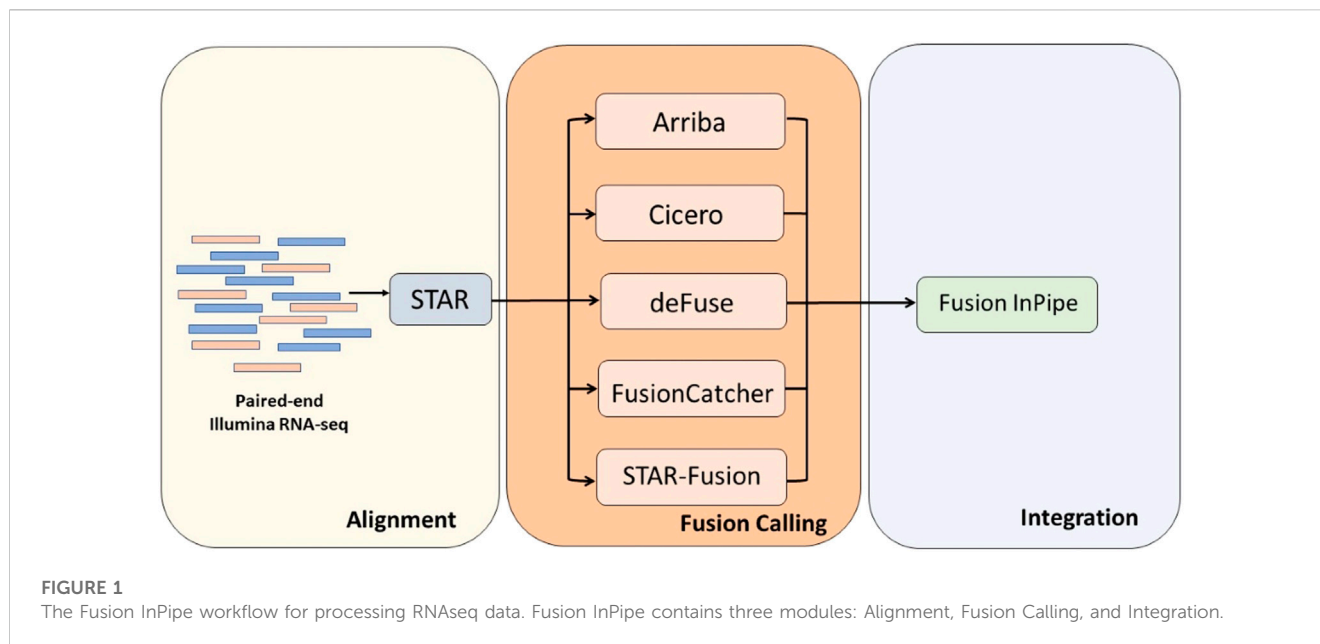 Paired-end
Illumina RNA-seq
STAR
Alignment
Arriba
Cicero
deFuse
FusionCatcher
STAR-Fusion
Fusion Calling
Fusion InPipe
Integration
FIGURE 1
The Fusion InPipe workflow for processing RNAseq data. Fusion InPipe contains three modules: Alignment, Fusion Calling, and Integration.